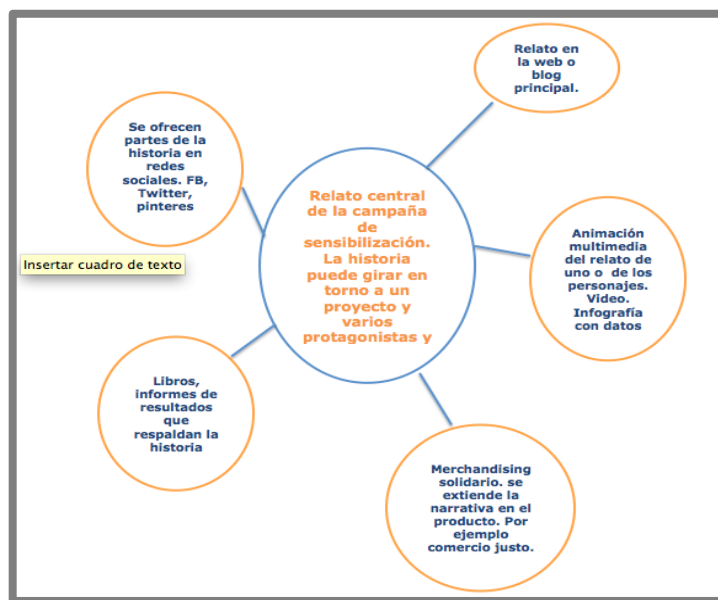 Relato en
la web o
blog
principal.
Se ofrecen
partes de la
historia en
redes
sociales. FB,
Twitter,
pinteres
Relato central
de la campaña
de
sensibilización.
La historia
puede girar en
torno a un
proyecto y
varios
protagonistas y
Animación
multimedia
del relato de
uno o  de los
personajes.
Video.
Infografía
con datos
Insertar cuadro de texto
Libros,
informes de
resultados
que
respaldan la
historia
Merchandising
solidario. se
extiende la
narrativa en el
producto. Por
ejemplo
comercio justo.